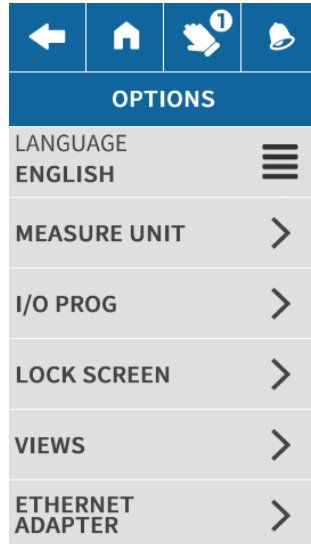 1
OPTIONS
LANGUAGE
ENGLISH
MEASURE UNIT
I/O PROG
LOCK SCREEN
VIEWS
ETHERNET
ADAPTER